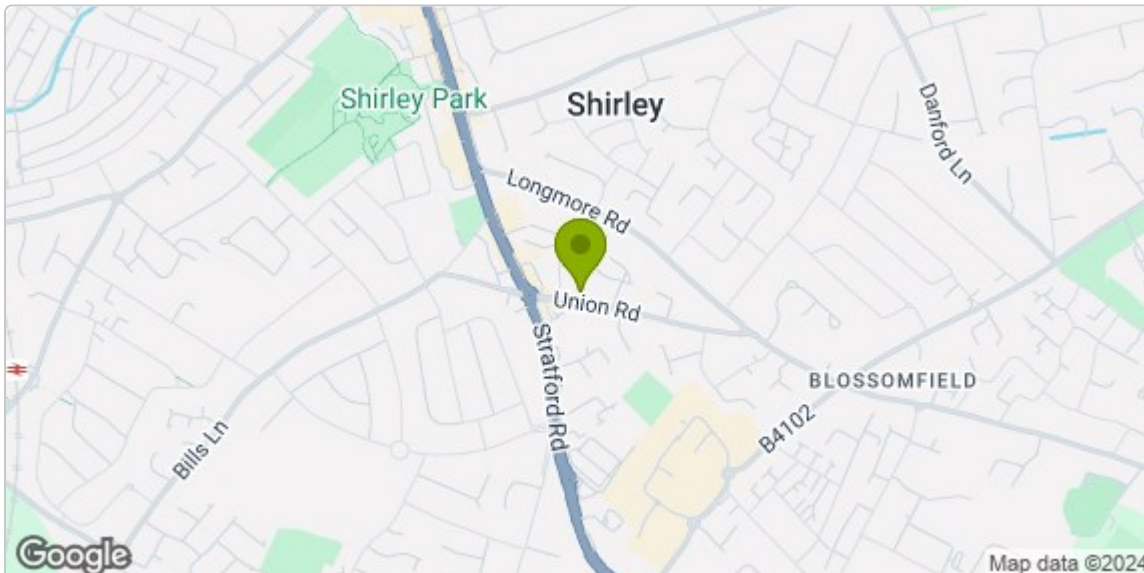 Shirley Park
Shirley
Danford Ln
Longmore Rd
Union Rd
Stratford Rd
BLOSSOMFIELD
B4102
Bills Ln
Google
Map data ©2024